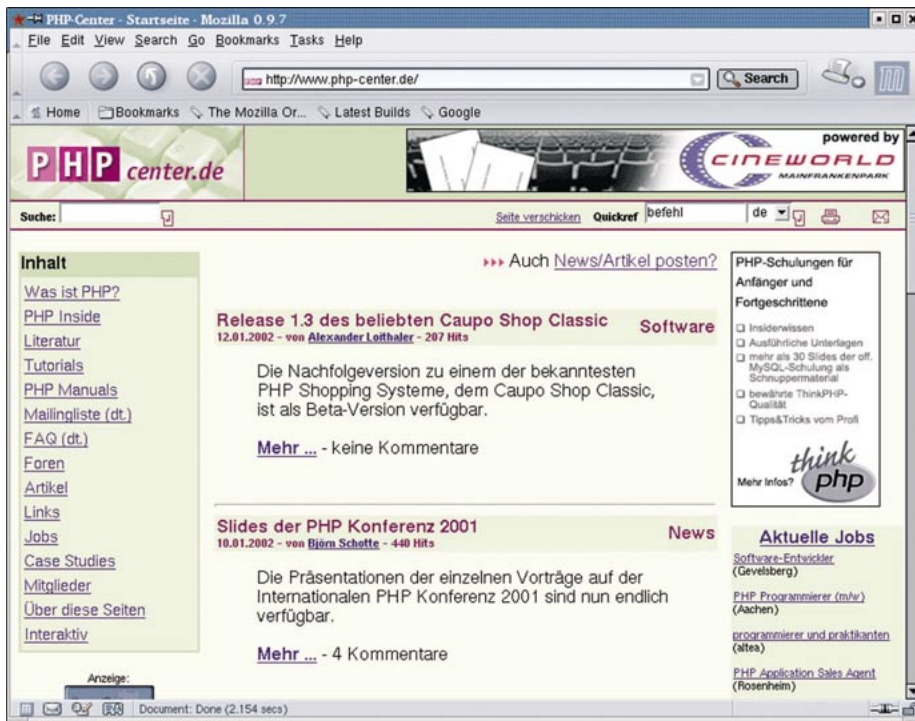 PHP-Center - Startseite - Mozilla 0.9.7
File Edit View Search Go Bookmarks Tasks Help
http://www.php-center.de/
Search
Home Bookmarks The Mozilla Or... Latest Builds Google
PHP center.de
powered by
CINEWORLD
MAINFRANKENPARK
Suche:
Seite verschicken Quickref befehl de
Inhalt
Was ist PHP?
PHP Inside
Literatur
Tutorials
PHP Manuals
Mailingliste (dt.)
FAQ (dt.)
Foren
Artikel
Links
Jobs
Case Studies
Mitglieder
Über diese Seiten
Interaktiv
Anzeige:
Auch News/Artikel posten?
Release 1.3 des beliebten Caupo Shop Classic Software
12.01.2002 - von Alexander Loithaler - 207 Hits
Die Nachfolgeversion zu einem der bekanntesten
PHP Shopping Systeme, dem Caupo Shop Classic,
ist als Beta-Version verfügbar.
Mehr ... - keine Kommentare
Slides der PHP Konferenz 2001 News
10.01.2002 - von Björn Schotte - 440 Hits
Die Präsentationen der einzelnen Vorträge auf der
Internationalen PHP Konferenz 2001 sind nun endlich
verfügbar.
Mehr ... - 4 Kommentare
PHP-Schulungen für
Anfänger und
Fortgeschrittene
Insiderwissen
Ausführliche Unterlagen
mehr als 30 Slides der off.
MySQL-Schulung als
Schnuppermaterial
bewährte ThinkPHP-
Qualität
Tipps&Tricks vom Profi
think
Mehr Infos? php
Aktuelle Jobs
Software-Entwickler
(Gevelsberg)
PHP Programmierer (m/w)
(Aachen)
programmierer und praktikanten
(altea)
PHP Application Sales Agent
(Rosenheim)
Document: Done (2.154 secs)